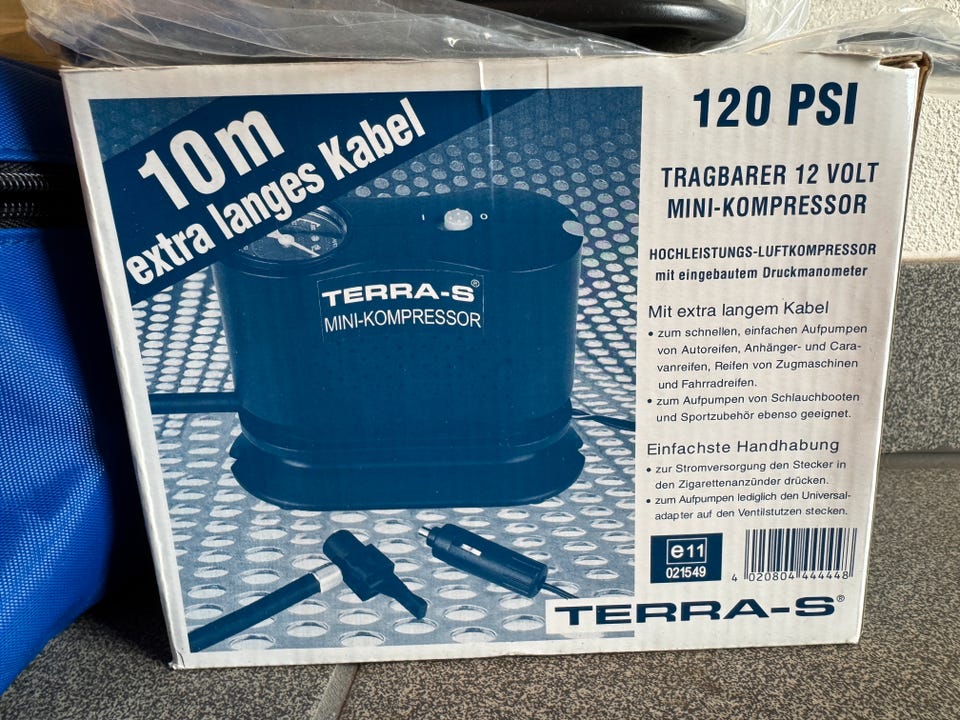 10m
extra langes Kabel
I O
TERRA-S®
MINI-KOMPRESSOR
120 PSI
TRAGBARER 12 VOLT
MINI-KOMPRESSOR
HOCHLEISTUNGS-LUFTKOMPRESSOR
mit eingebautem Druckmanometer
Mit extra langem Kabel
• zum schnellen, einfachen Aufpumpen
von Autoreifen, Anhänger- und Cara-
vanreifen, Reifen von Zugmaschinen
und Fahrradreifen.
• zum Aufpumpen von Schlauchbooten
und Sportzubehör ebenso geeignet.
Einfachste Handhabung
• zur Stromversorgung den Stecker in
den Zigarettenanzünder drücken.
• zum Aufpumpen lediglich den Universal-
adapter auf den Ventilstutzen stecken.
e11
021549
4 020804 444448
TERRA-S®